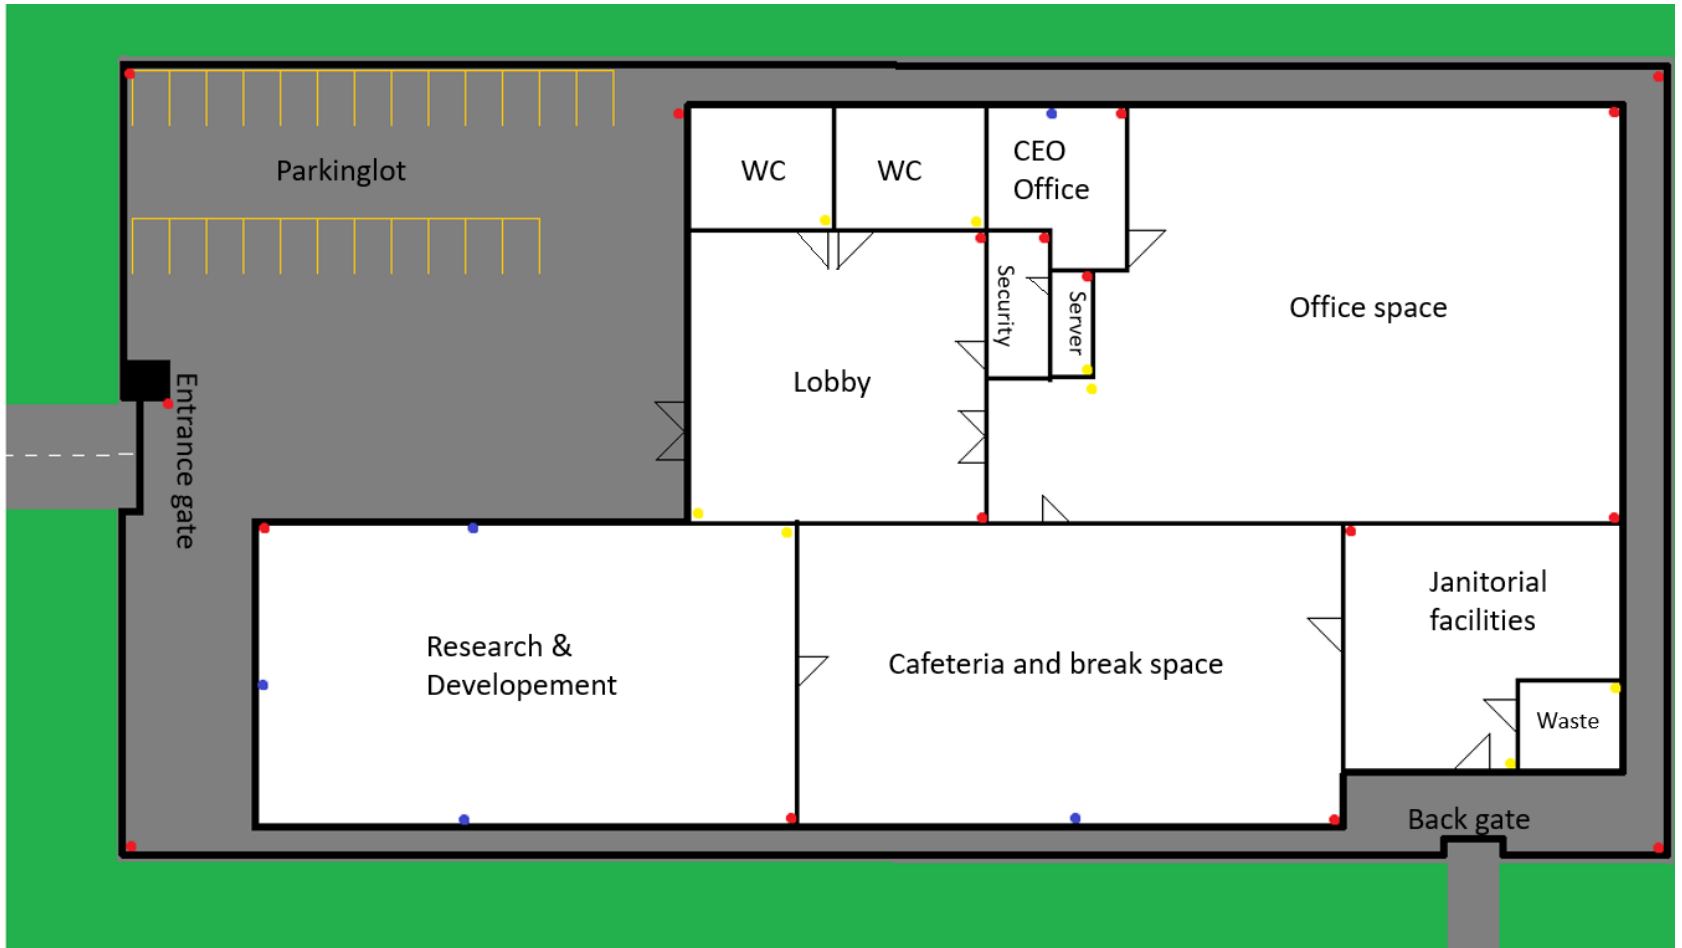 Parkinglot
WC
WC
CEO
Office
Security
Server
Office space
Lobby
Entrance gate
Research &
Developement
Cafeteria and break space
Janitorial
facilities
Waste
Back gate